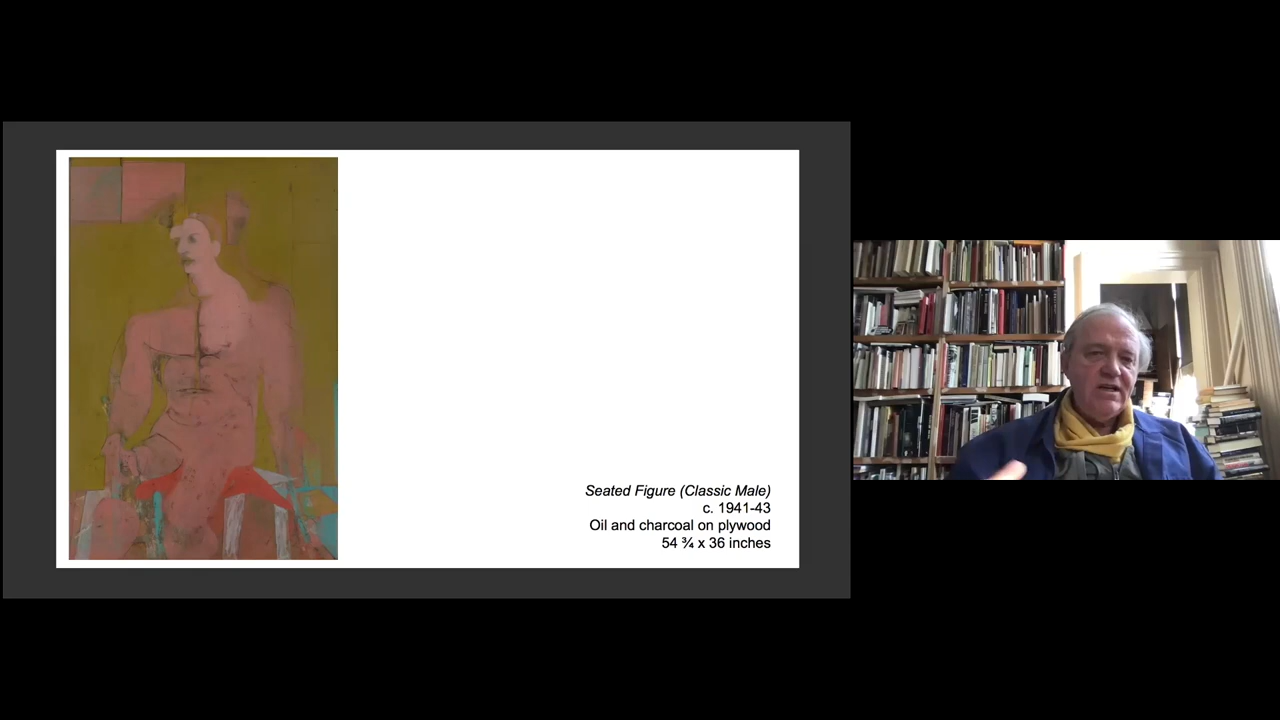 Seated Figure (Classic Male)
c. 1941-43
Oil and charcoal on plywood
54 ¾ x 36 inches